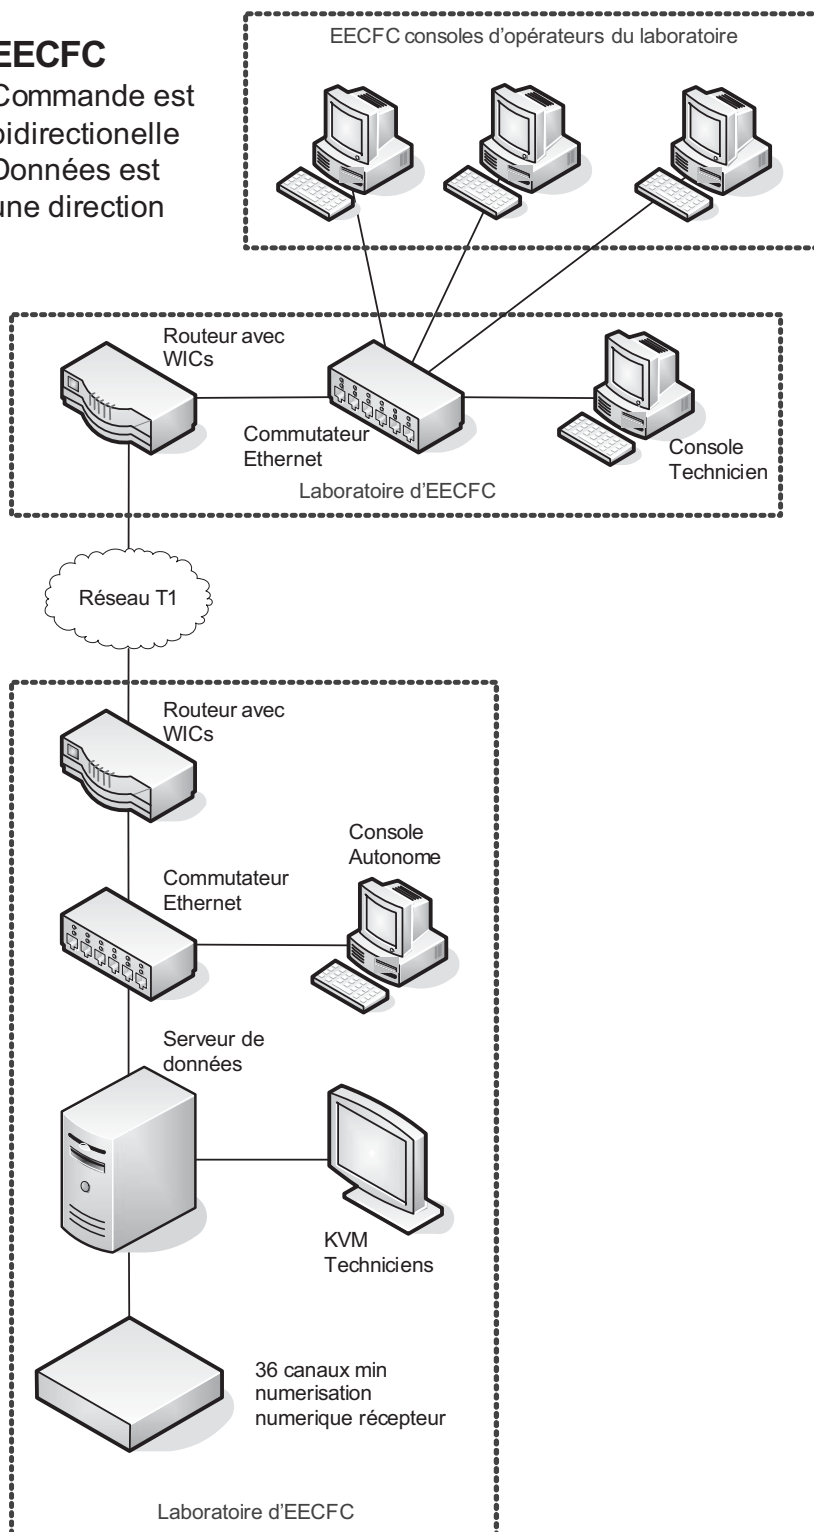 EECFC
Commande est
bidirectionelle
Données est
une direction
EECFC consoles d'opérateurs du laboratoire
Routeur avec
WICs
Commutateur
Ethernet
Console
Technicien
Laboratoire d'EECFC
Réseau T1
Routeur avec
WICs
Console
Autonome
Commutateur
Ethernet
Serveur de
données
KVM
Techniciens
36 canaux min
numerisation
numerique récepteur
Laboratoire d'EECFC